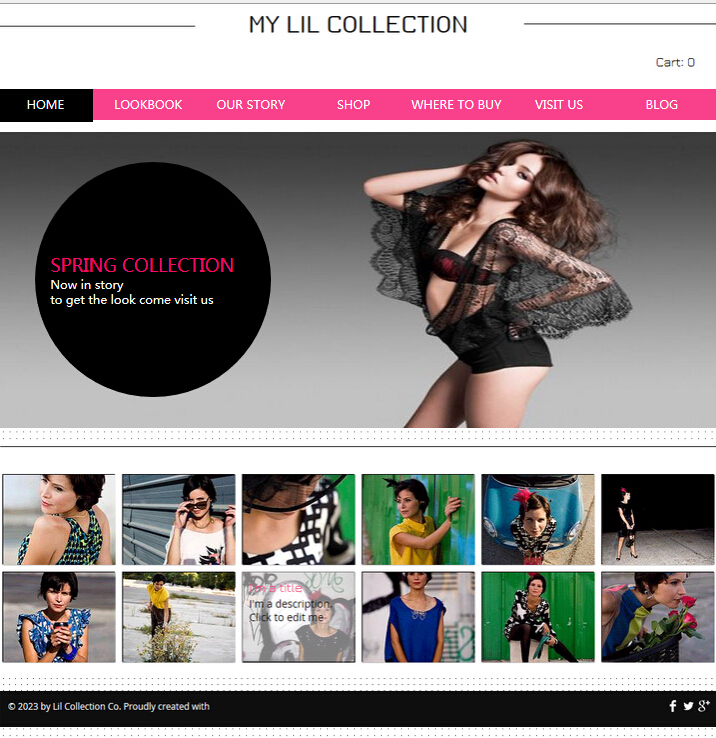 MY LIL COLLECTION
Cart: 0
HOME LOOKBOOK OUR STORY SHOP WHERE TO BUY VISIT US BLOG
SPRING COLLECTION
Now in story
to get the look come visit us
I'm a title
I'm a description.
Click to edit me
© 2023 by Lil Collection Co. Proudly created with